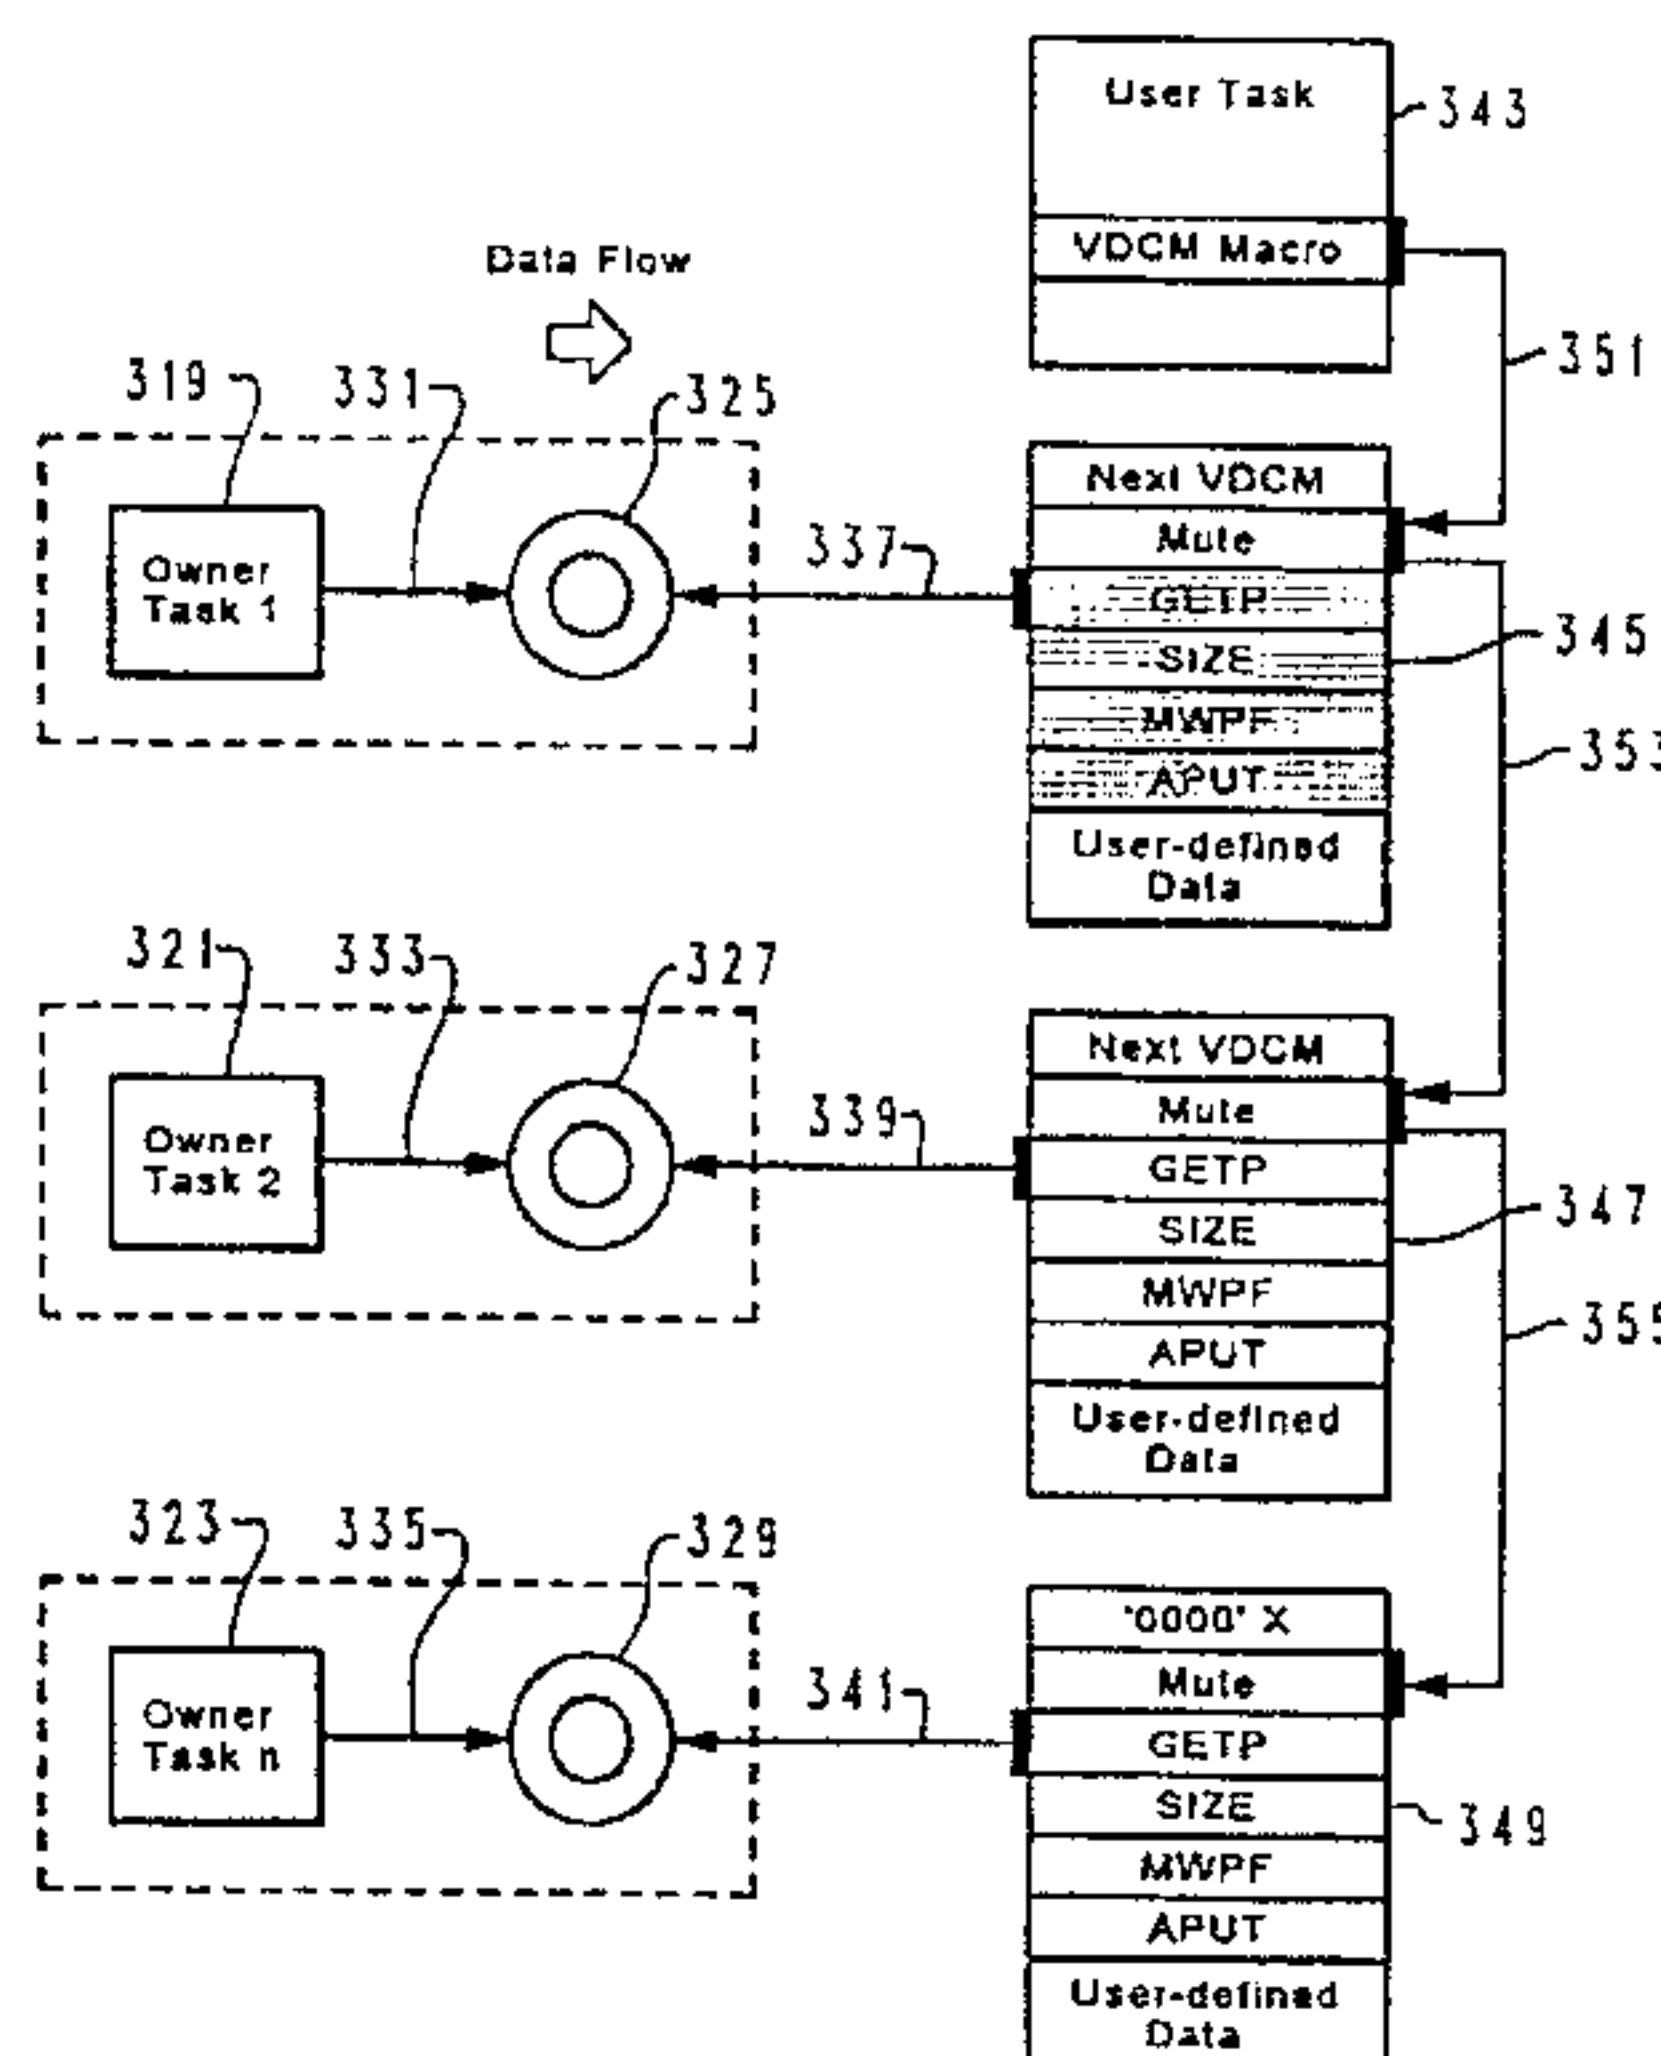 User Task
343
VDCM Macro
Data Flow
351
319
331
325
Next VDCM
Mute
337
GETP
Owner
Task 1
345
SIZE
MWPF
353
APUT
User-defined
Data
321
333
327
Next VDCM
339
Mute
Owner
Task 2
GETP
347
SIZE
MWPF
355
APUT
User-defined
Data
323
335
329
'0000' X
341
Mute
Owner
Task n
GETP
SIZE
349
MWPF
APUT
User-defined
Data